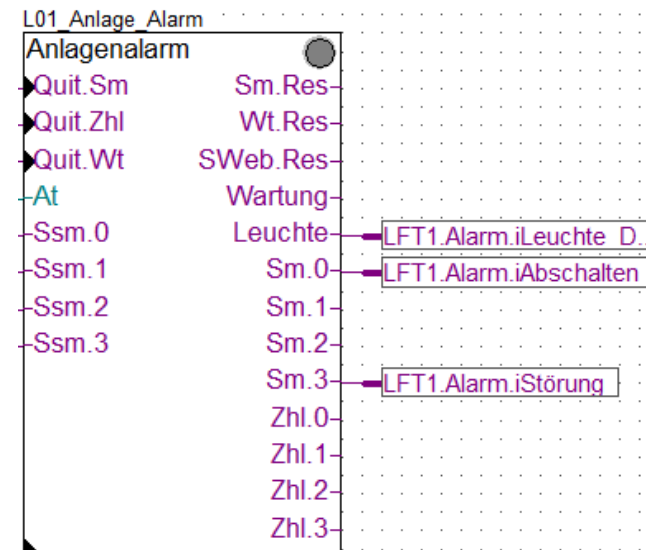 L01_Anlage_Alarm
Anlagenalarm
Quit.Sm Sm.Res
Quit.Zhl Wt.Res
Quit.Wt SWeb.Res
At Wartung
Ssm.0 Leuchte LFT1.Alarm.iLeuchte_D..
Ssm.1 Sm.0 LFT1.Alarm.iAbschalten
Ssm.2 Sm.1
Ssm.3 Sm.2
Sm.3 LFT1.Alarm.iStörung
Zhl.0
Zhl.1
Zhl.2
Zhl.3